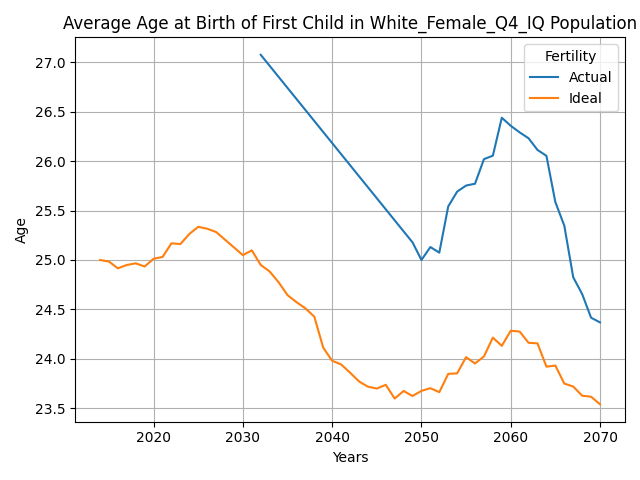 Average Age at Birth of First Child in White_Female_Q4_IQ Population
Fertility
Actual
Ideal
27.0
26.5
26.0
25.5
25.0
24.5
24.0
23.5
Age
2020 2030 2040 2050 2060 2070
Years